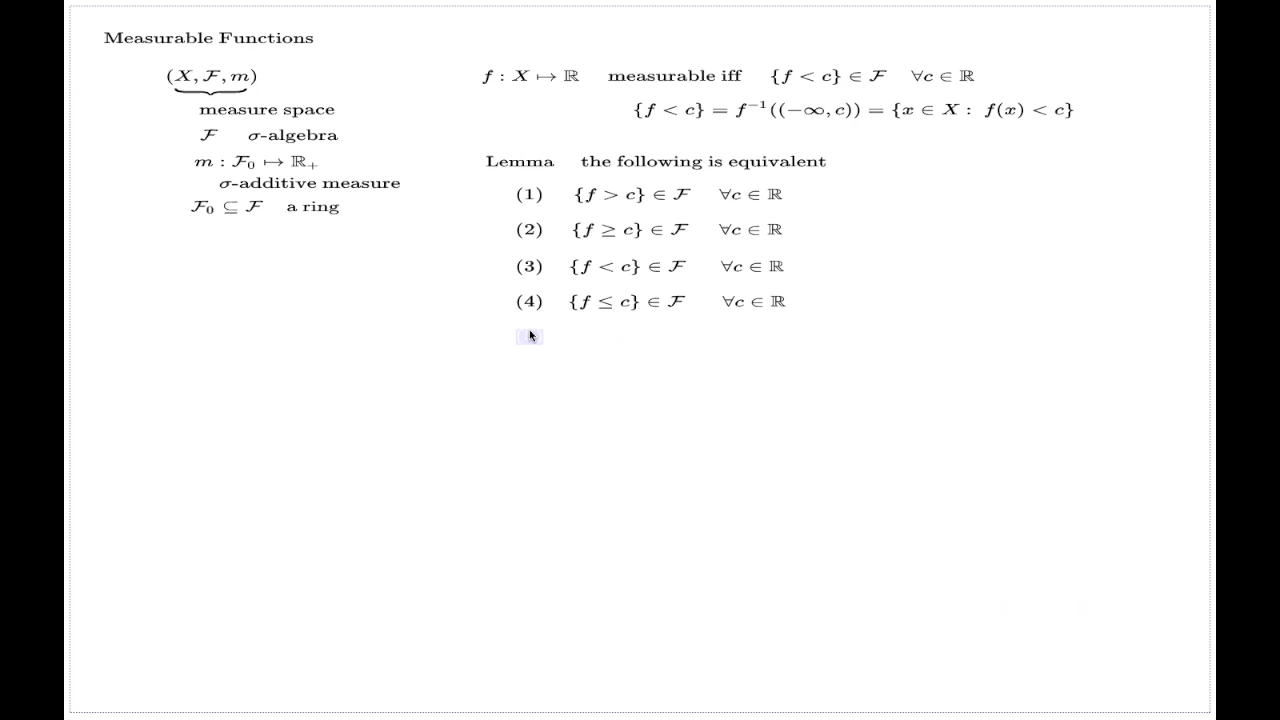 Measurable Functions
(X, ℱ, m)
measure space
ℱ σ-algebra
m : ℱ₀ ↦ ℝ₊
σ-additive measure
ℱ₀ ⊆ ℱ a ring
f : X ↦ ℝ measurable iff {f < c} ∈ ℱ ∀c ∈ ℝ
{f < c} = f⁻¹((−∞, c)) = {x ∈ X : f(x) < c}
Lemma the following is equivalent
(1) {f > c} ∈ ℱ ∀c ∈ ℝ
(2) {f ≥ c} ∈ ℱ ∀c ∈ ℝ
(3) {f < c} ∈ ℱ ∀c ∈ ℝ
(4) {f ≤ c} ∈ ℱ ∀c ∈ ℝ